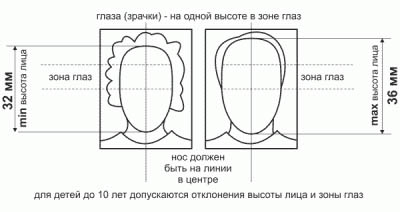 глаза (зрачки) - на одной высоте в зоне глаз
32 мм
min высота лица
зона глаз
зона глаз
max высота лица
36 мм
нос должен
быть на линии
в центре
для детей до 10 лет допускаются отклонения высоты лица и зоны глаз